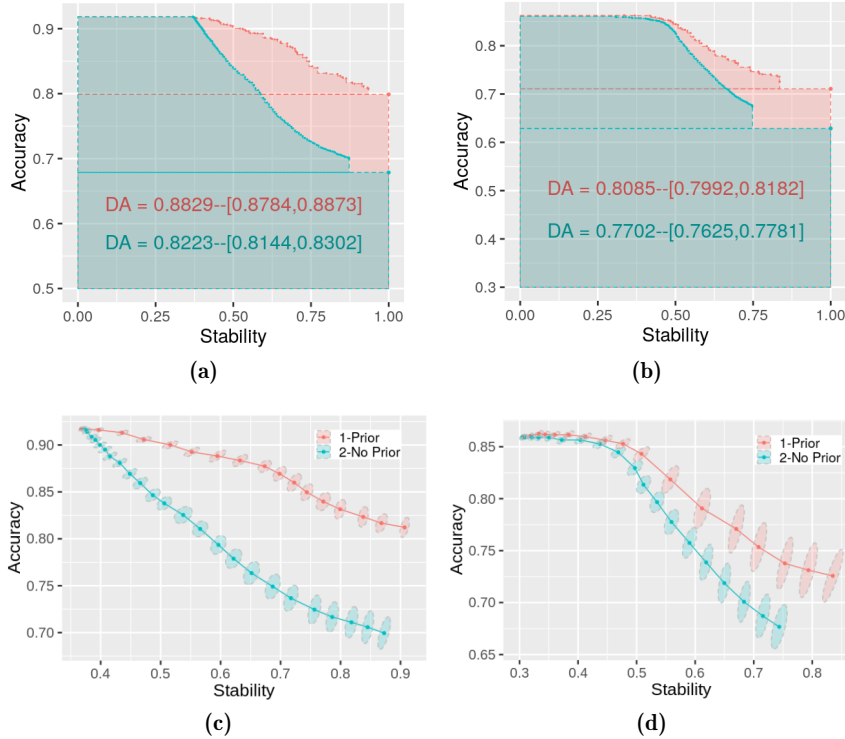 0.9
0.8
0.7
0.6
0.5
Accuracy
DA = 0.8829--[0.8784,0.8873]
DA = 0.8223--[0.8144,0.8302]
0.00 0.25 0.50 0.75 1.00
Stability
(a)
0.8
0.7
0.6
0.5
0.4
0.3
Accuracy
DA = 0.8085--[0.7992,0.8182]
DA = 0.7702--[0.7625,0.7781]
0.00 0.25 0.50 0.75 1.00
Stability
(b)
0.90
0.85
0.80
0.75
0.70
Accuracy
1-Prior
2-No Prior
0.4 0.5 0.6 0.7 0.8 0.9
Stability
(c)
0.85
0.80
0.75
0.70
0.65
Accuracy
1-Prior
2-No Prior
0.3 0.4 0.5 0.6 0.7 0.8
Stability
(d)